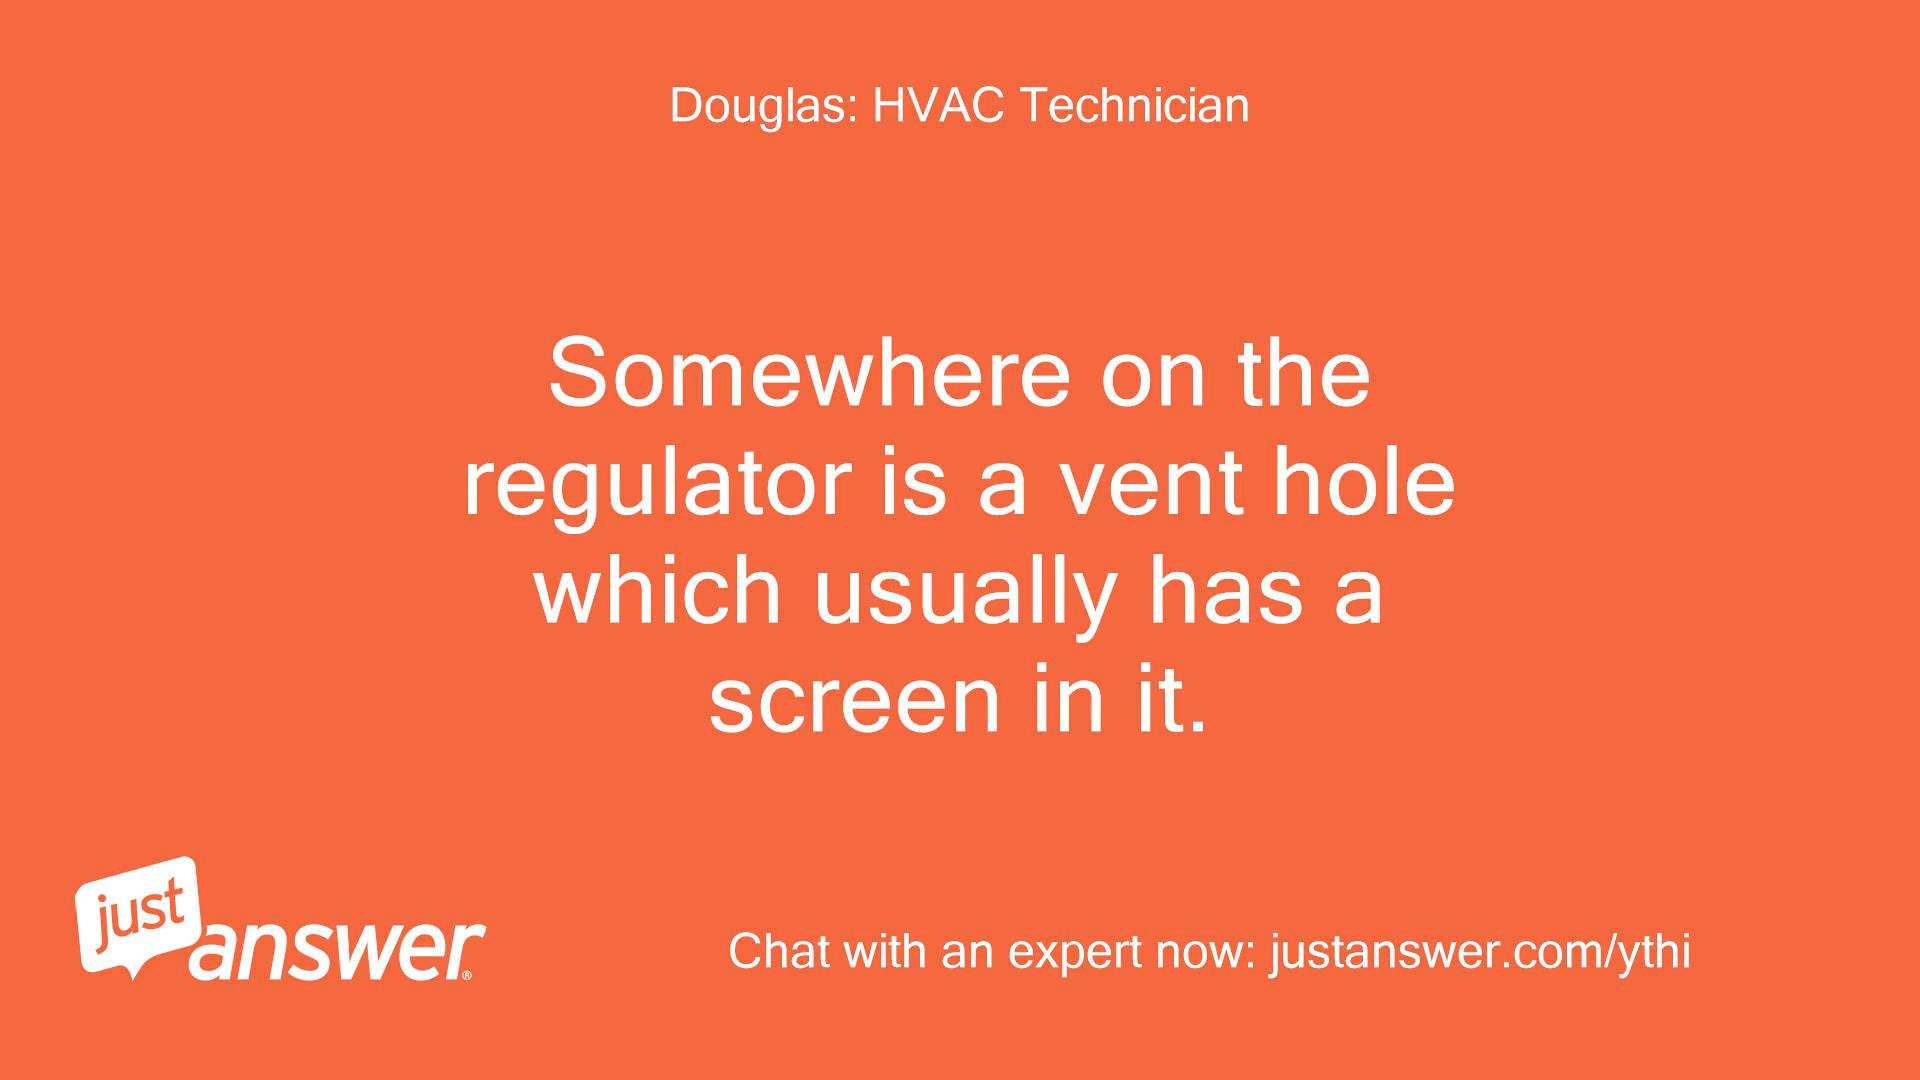 Douglas: HVAC Technician
Somewhere on the
regulator is a vent hole
which usually has a
screen in it.
just
answer®
Chat with an expert now: justanswer.com/ythi